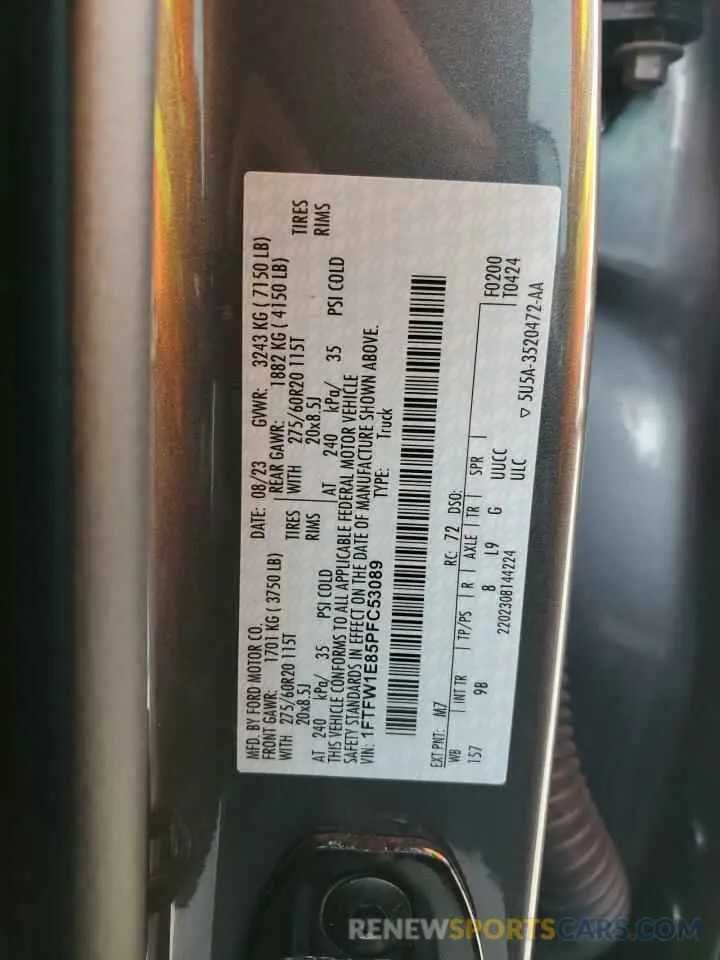 MFD. BY FORD MOTOR CO.
DATE: 08/23 GVWR: 3243 KG ( 7150 LB)
FRONT GAWR: 1701 KG ( 3750 LB)
REAR GAWR: 1882 KG ( 4150 LB)
WITH 275/60R20 115T TIRES
WITH 275/60R20 115T TIRES
20x8.5J RIMS
20x8.5J RIMS
AT 240 kPa/ 35 PSI COLD
AT 240 kPa/ 35 PSI COLD
THIS VEHICLE CONFORMS TO ALL APPLICABLE FEDERAL MOTOR VEHICLE
SAFETY STANDARDS IN EFFECT ON THE DATE OF MANUFACTURE SHOWN ABOVE.
VIN: 1FTFW1E85PFC53089 TYPE: Truck
EXT PNT: M7 RC: 72 DSO:
WB INT TR TP/PS R AXLE TR SPR
157 9B 8 L9 G UUCC
2202308144224 ULC
F0200
T0424
▽ 5U5A-3520472-AA
RENEWSPORTSCARS.COM